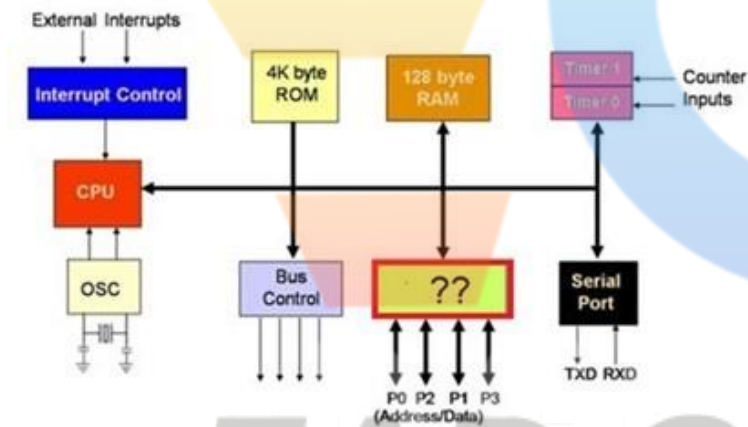 External Interrupts
Interrupt Control
4K byte
ROM
128 byte
RAM
Timer 1
Timer 0
Counter
Inputs
CPU
OSC
Bus
Control
??
Serial
Port
P0 P2 P1 P3
(Address/Data)
TXD RXD